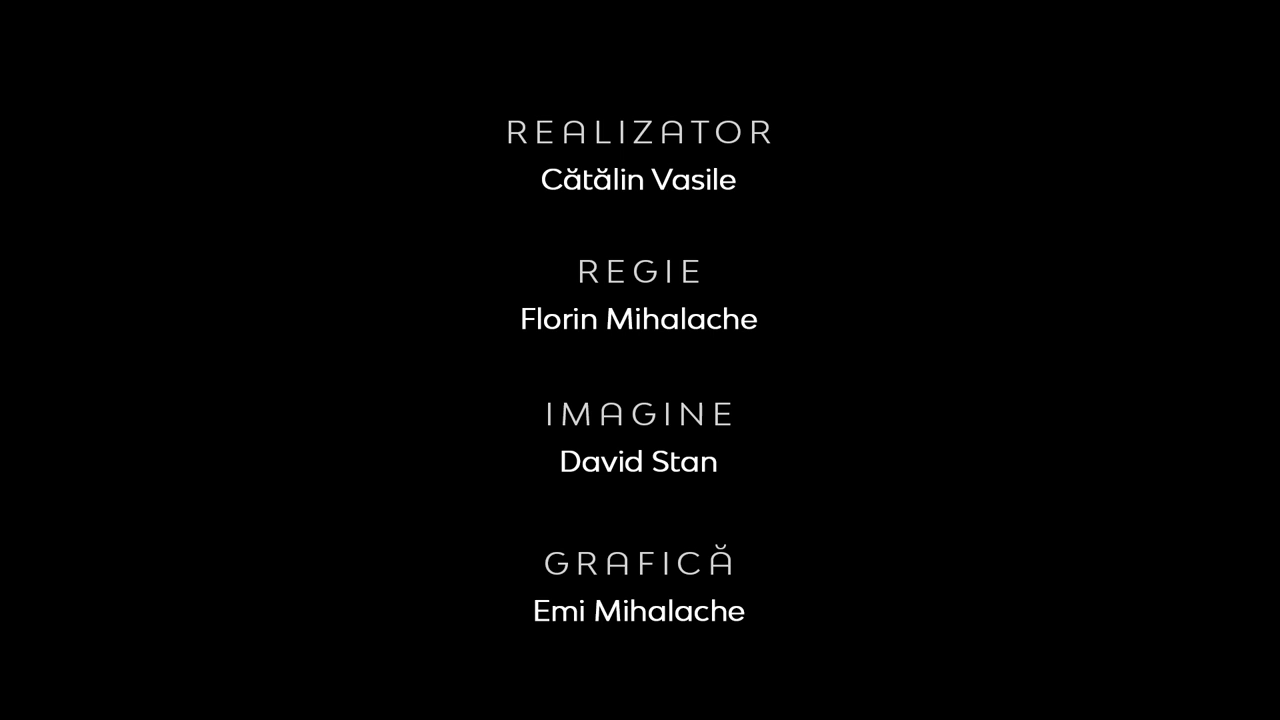 REALIZATOR
Cătălin Vasile
REGIE
Florin Mihalache
IMAGINE
David Stan
GRAFICĂ
Emi Mihalache